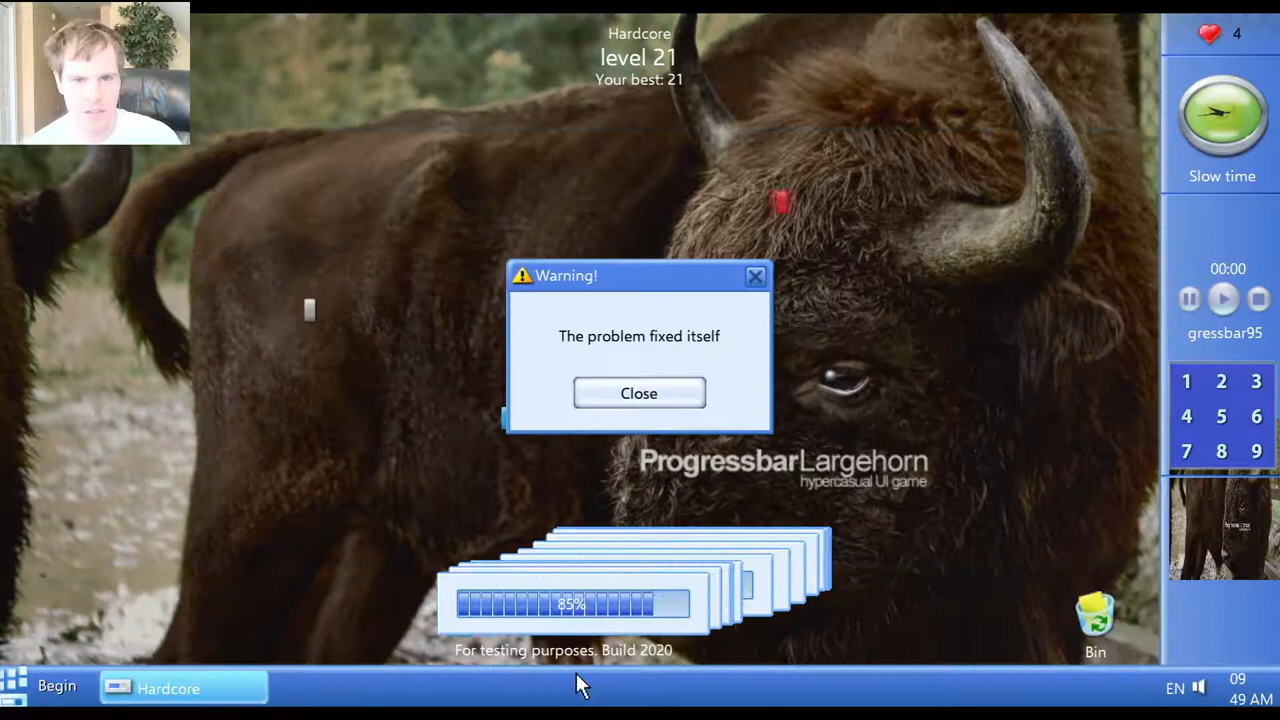 Hardcore
level 21
Your best: 21
4
Slow time
Warning!
The problem fixed itself
Close
00:00
gressbar95
1 2 3
4 5 6
7 8 9
ProgressbarLargehorn
hypercasual UI game
85%
For testing purposes. Build 2020
Bin
Begin
Hardcore
EN
09
49 AM